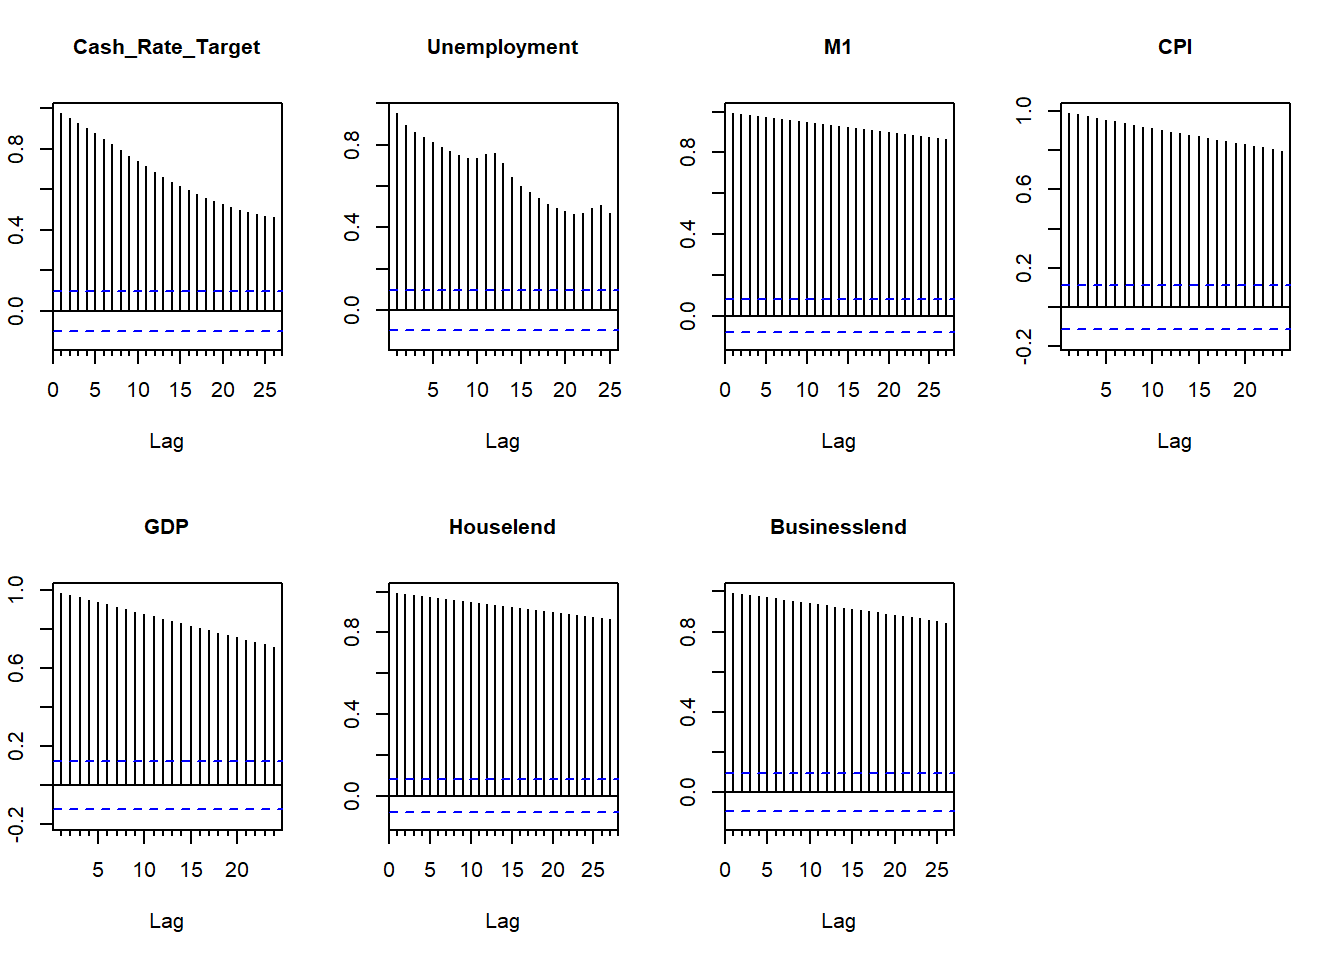 Cash_Rate_Target
0.0 0.4 0.8
0 5 10 15 20 25
Lag
Unemployment
0.0 0.4 0.8
5 10 15 20 25
Lag
M1
0.0 0.4 0.8
0 5 10 15 20 25
Lag
CPI
-0.2 0.2 0.6 1.0
5 10 15 20
Lag
GDP
-0.2 0.2 0.6 1.0
5 10 15 20
Lag
Houselend
0.0 0.4 0.8
0 5 10 15 20 25
Lag
Businesslend
0.0 0.4 0.8
0 5 10 15 20 25
Lag